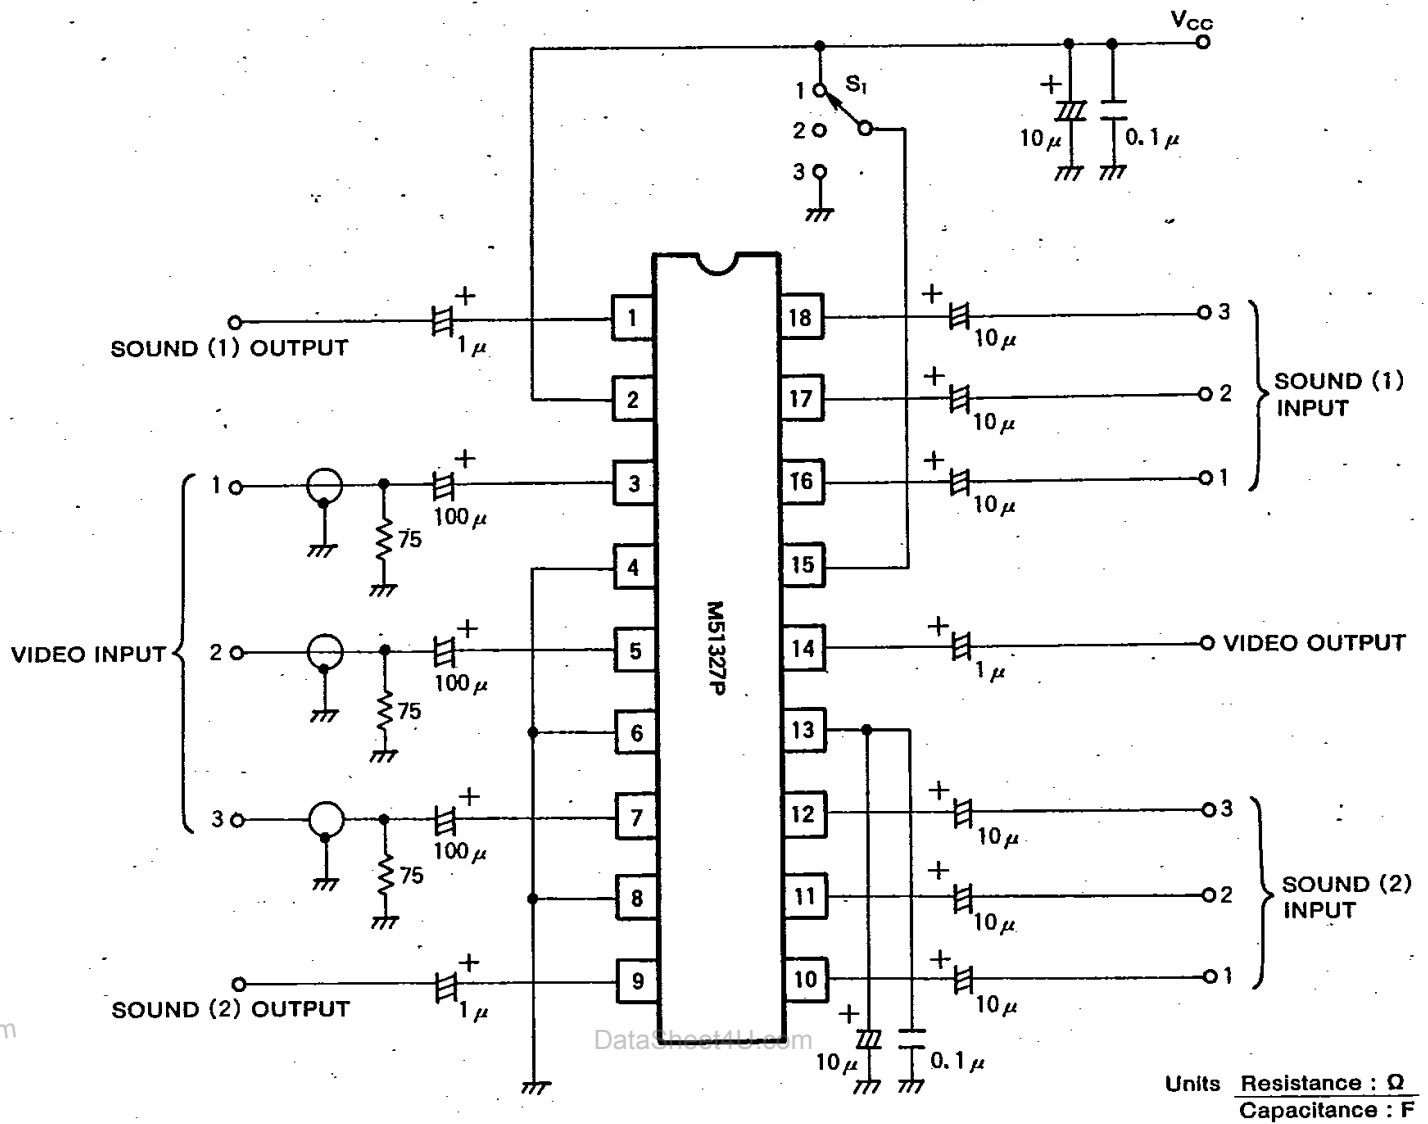 VCC
1 S1
2
3
+ 10μ 0.1μ
SOUND (1) OUTPUT
+ 1μ
1 18
+ 10μ
3
2 17
+ 10μ
2
SOUND (1)
INPUT
VIDEO INPUT
1
+ 100μ
75
3 16
+ 10μ
1
4 15
2
+ 100μ
75
5 14
+ 1μ
VIDEO OUTPUT
M51327P
6 13
3
+ 100μ
75
7 12
+ 10μ
3
8 11
+ 10μ
2
SOUND (2)
INPUT
SOUND (2) OUTPUT
+ 1μ
9 10
+ 10μ
1
+ 10μ 0.1μ
m
DataSheet4U.com
Units Resistance : Ω
Capacitance : F